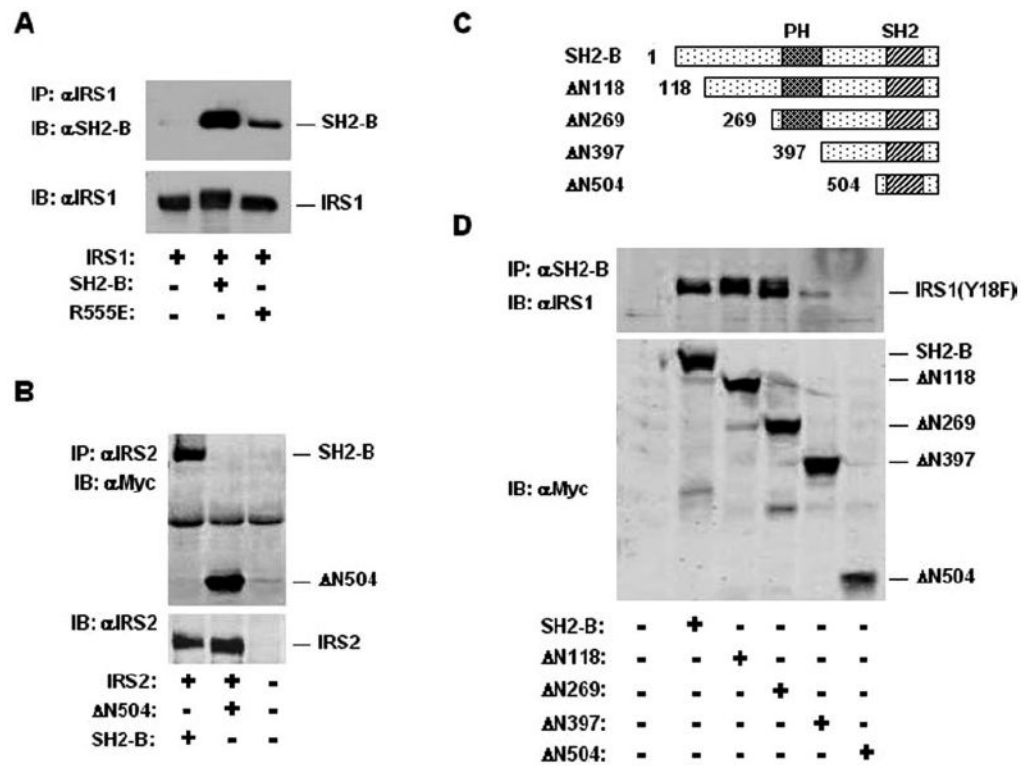 A
IP: αIRS1
IB: αSH2-B
SH2-B
IB: αIRS1
IRS1
IRS1: + + +
SH2-B: - + -
R555E: - - +
B
IP: αIRS2
IB: αMyc
SH2-B
ΔN504
IB: αIRS2
IRS2
IRS2: + + -
ΔN504: - + -
SH2-B: + - -
C
PH SH2
SH2-B 1
ΔN118 118
ΔN269 269
ΔN397 397
ΔN504 504
D
IP: αSH2-B
IB: αIRS1
IRS1(Y18F)
SH2-B
ΔN118
ΔN269
ΔN397
IB: αMyc
ΔN504
SH2-B: - + - - - -
ΔN118: - - + - - -
ΔN269: - - - + - -
ΔN397: - - - - + -
ΔN504: - - - - - +